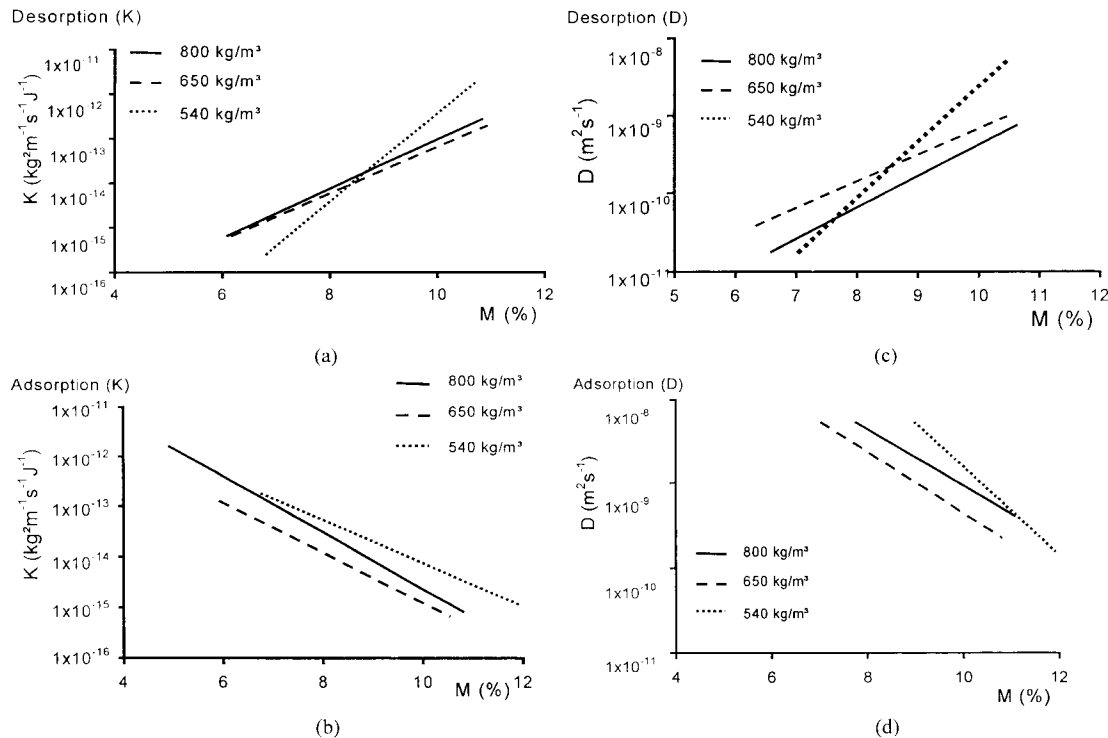 Desorption (K)
K (kg²m⁻¹s⁻¹J⁻¹)
1x10⁻¹¹
1x10⁻¹²
1x10⁻¹³
1x10⁻¹⁴
1x10⁻¹⁵
1x10⁻¹⁶
800 kg/m³
650 kg/m³
540 kg/m³
4 6 8 10 12
M (%)
(a)
Desorption (D)
D (m²s⁻¹)
1x10⁻⁸
1x10⁻⁹
1x10⁻¹⁰
1x10⁻¹¹
800 kg/m³
650 kg/m³
540 kg/m³
5 6 7 8 9 10 11 12
M (%)
(c)
Adsorption (K)
K (kg²m⁻¹s⁻¹J⁻¹)
1x10⁻¹¹
1x10⁻¹²
1x10⁻¹³
1x10⁻¹⁴
1x10⁻¹⁵
1x10⁻¹⁶
800 kg/m³
650 kg/m³
540 kg/m³
4 6 8 10 12
M (%)
(b)
Adsorption (D)
D (m²s⁻¹)
1x10⁻⁸
1x10⁻⁹
1x10⁻¹⁰
1x10⁻¹¹
800 kg/m³
650 kg/m³
540 kg/m³
4 6 8 10 12
M (%)
(d)